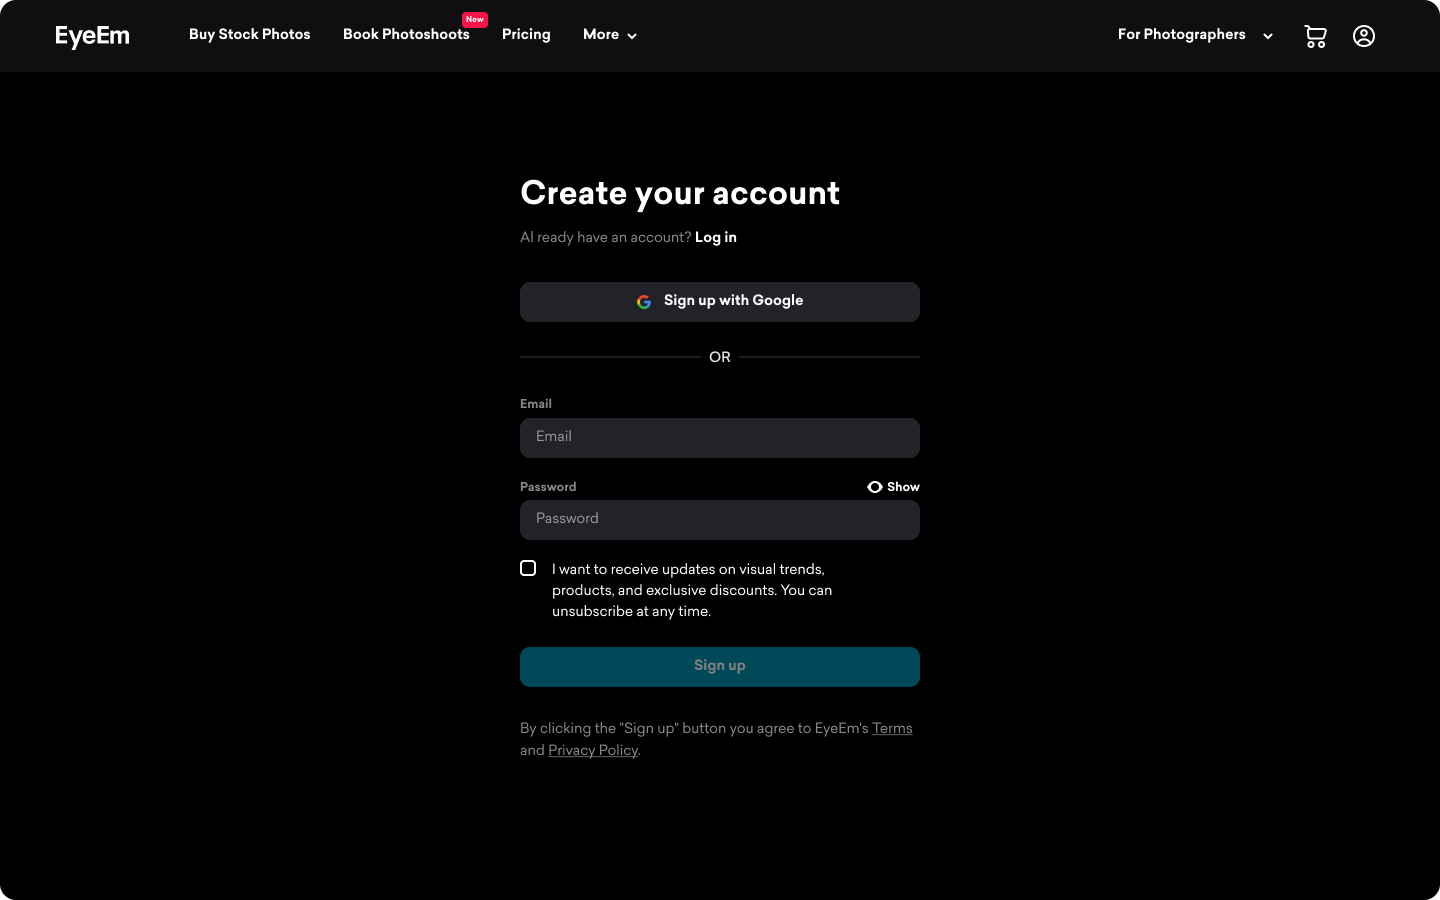 EyeEm
Buy Stock Photos
Book Photoshoots
New
Pricing
More
For Photographers
Create your account
Al ready have an account? Log in
Sign up with Google
OR
Email
Email
Password
Show
Password
I want to receive updates on visual trends,
products, and exclusive discounts. You can
unsubscribe at any time.
Sign up
By clicking the "Sign up" button you agree to EyeEm's Terms
and Privacy Policy.